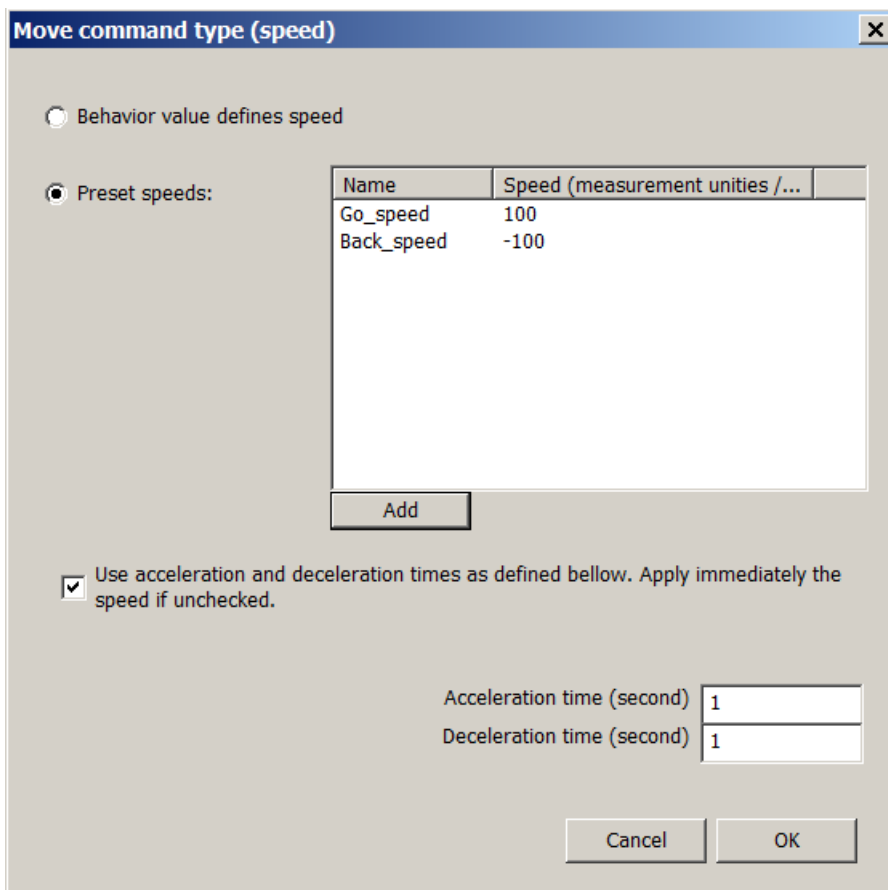 Move command type (speed)
Behavior value defines speed
Preset speeds:
Name Speed (measurement unities /...
Go_speed 100
Back_speed -100
Add
Use acceleration and deceleration times as defined bellow. Apply immediately the
speed if unchecked.
Acceleration time (second) 1
Deceleration time (second) 1
Cancel OK